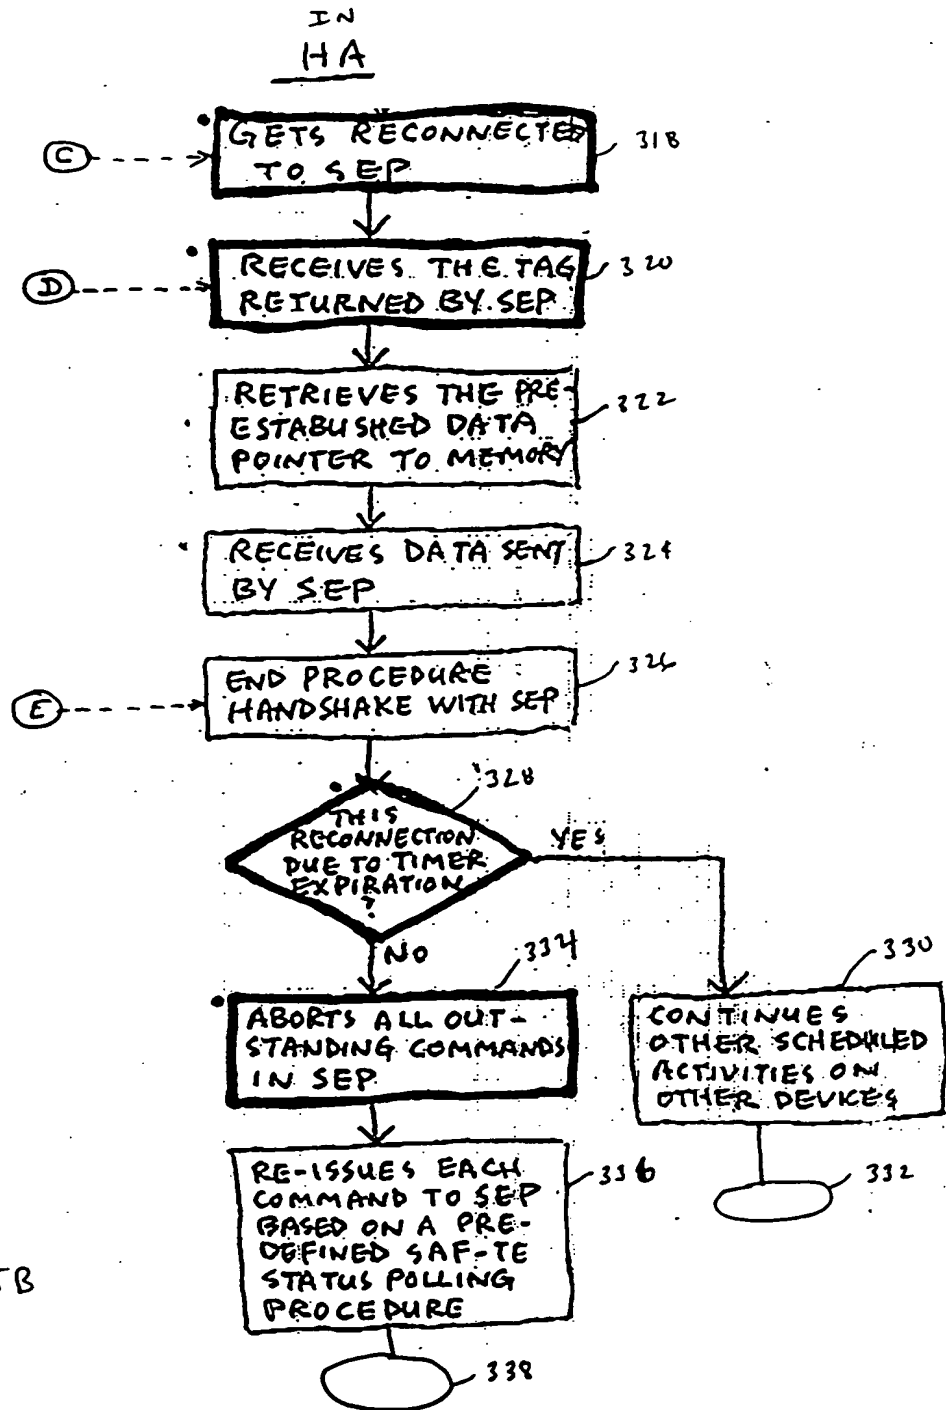 IN
HA
GETS RECONNECTED
TO SEP
318
C
RECEIVES THE TAG
RETURNED BY SEP
320
D
RETRIEVES THE PRE-
ESTABLISHED DATA
POINTER TO MEMORY
322
RECEIVES DATA SENT
BY SEP
324
END PROCEDURE
HANDSHAKE WITH SEP
326
E
328
THIS
RECONNECTION
DUE TO TIMER
EXPIRATION
?
YES
NO
334
330
ABORTS ALL OUT-
STANDING COMMANDS
IN SEP
CONTINUES
OTHER SCHEDULED
ACTIVITIES ON
OTHER DEVICES
332
RE-ISSUES EACH
COMMAND TO SEP
BASED ON A PRE-
DEFINED SAF-TE
STATUS POLLING
PROCEDURE
336
338